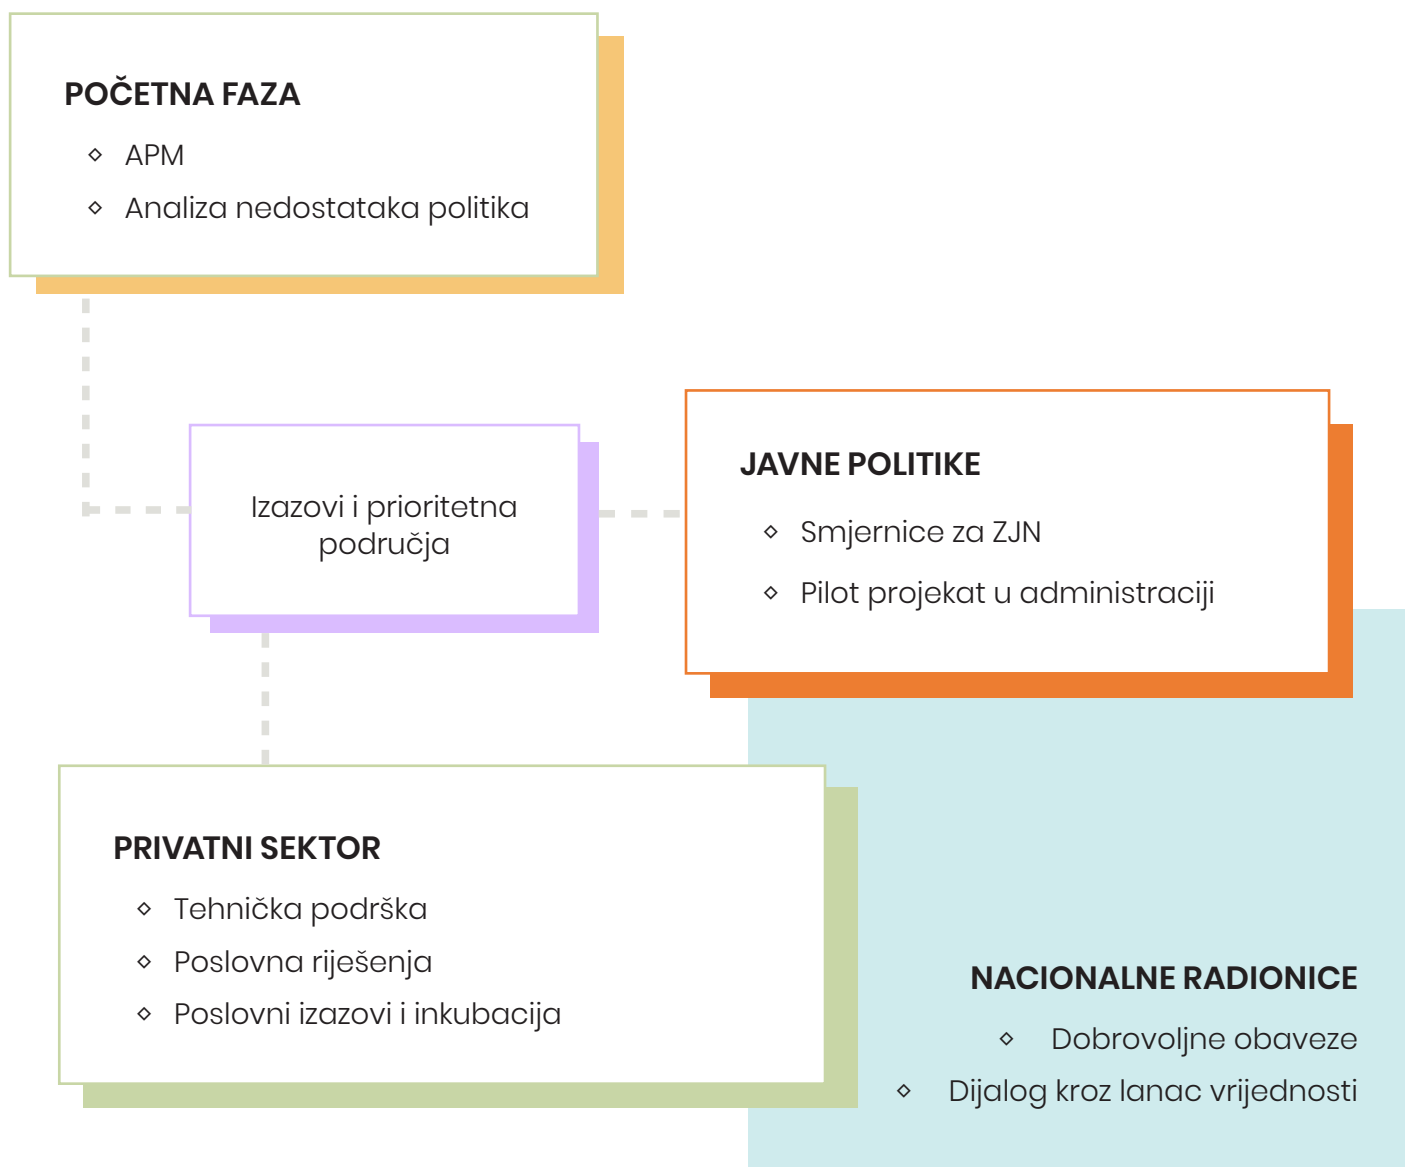 POČETNA FAZA
◇ APM
◇ Analiza nedostataka politika
Izazovi i prioritetna
područja
JAVNE POLITIKE
◇ Smjernice za ZJN
◇ Pilot projekat u administraciji
PRIVATNI SEKTOR
◇ Tehnička podrška
◇ Poslovna riješenja
◇ Poslovni izazovi i inkubacija
NACIONALNE RADIONICE
◇ Dobrovoljne obaveze
◇ Dijalog kroz lanac vrijednosti